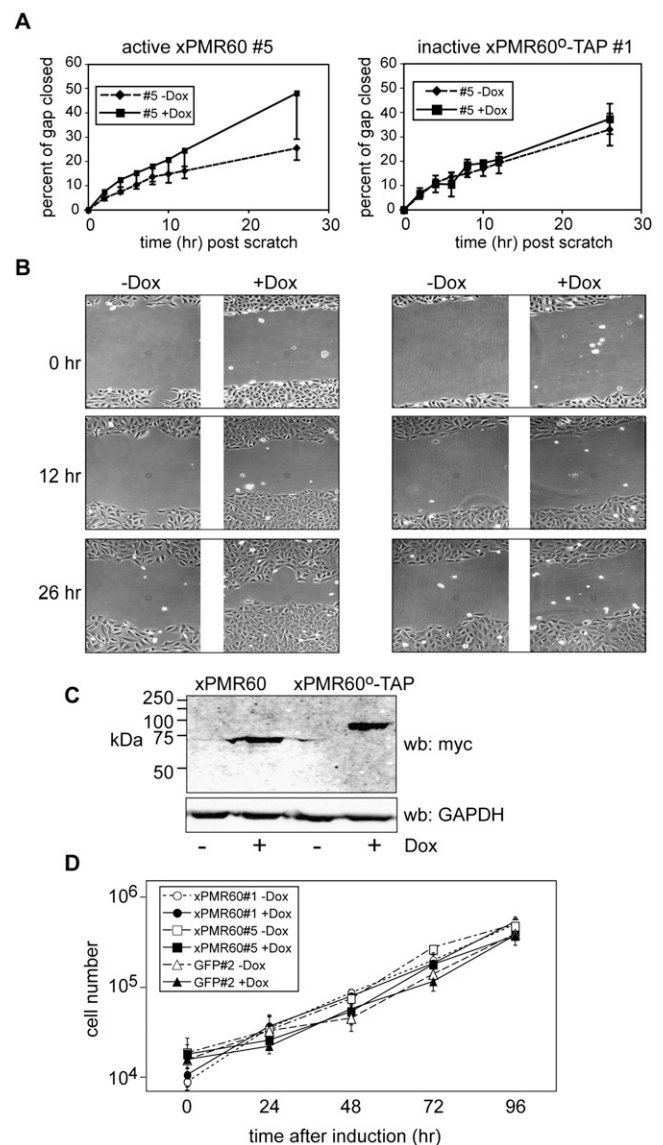 A
active xPMR60 #5
inactive xPMR60º-TAP #1
percent of gap closed
60
50
40
30
20
10
0
#5 -Dox
#5 +Dox
0 10 20 30
time (hr) post scratch
percent of gap closed
60
50
40
30
20
10
0
#5 -Dox
#5 +Dox
0 10 20 30
time (hr) post scratch
B
-Dox +Dox -Dox +Dox
0 hr
12 hr
26 hr
C
xPMR60 xPMR60º-TAP
250
100
75
50
kDa
wb: myc
wb: GAPDH
- + - + Dox
D
cell number
10⁶
10⁵
10⁴
xPMR60#1 -Dox
xPMR60#1 +Dox
xPMR60#5 -Dox
xPMR60#5 +Dox
GFP#2 -Dox
GFP#2 +Dox
0 24 48 72 96
time after induction (hr)